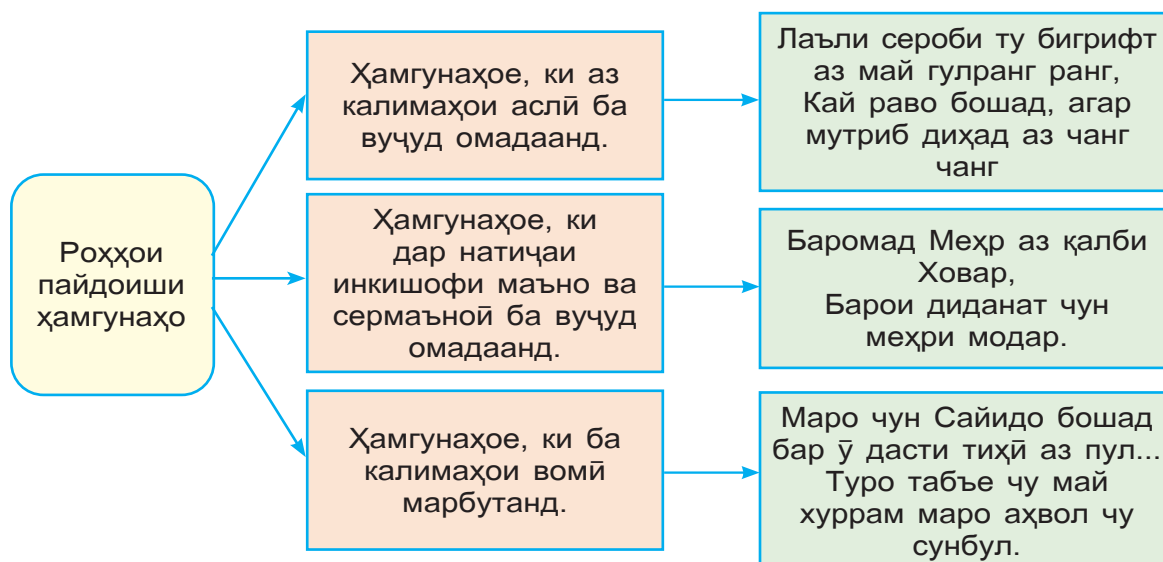 Роҳҳои
пайдоиши
ҳамгунаҳо
Ҳамгунаҳое, ки аз
калимаҳои аслӣ ба
вуҷуд омадаанд.
Лаъли сероби ту бигрифт
аз май гулранг ранг,
Кай раво бошад, агар
мутриб диҳад аз чанг
чанг
Ҳамгунаҳое, ки
дар натиҷаи
инкишофи маъно ва
сермаъноӣ ба вуҷуд
омадаанд.
Баромад Меҳр аз қалби
Ховар,
Барои диданат чун
меҳри модар.
Ҳамгунаҳое, ки ба
калимаҳои вомӣ
марбутанд.
Маро чун Сайидо бошад
бар ӯ дасти тиҳӣ аз пул...
Туро табъе чу май
хуррам маро аҳвол чу
сунбул.